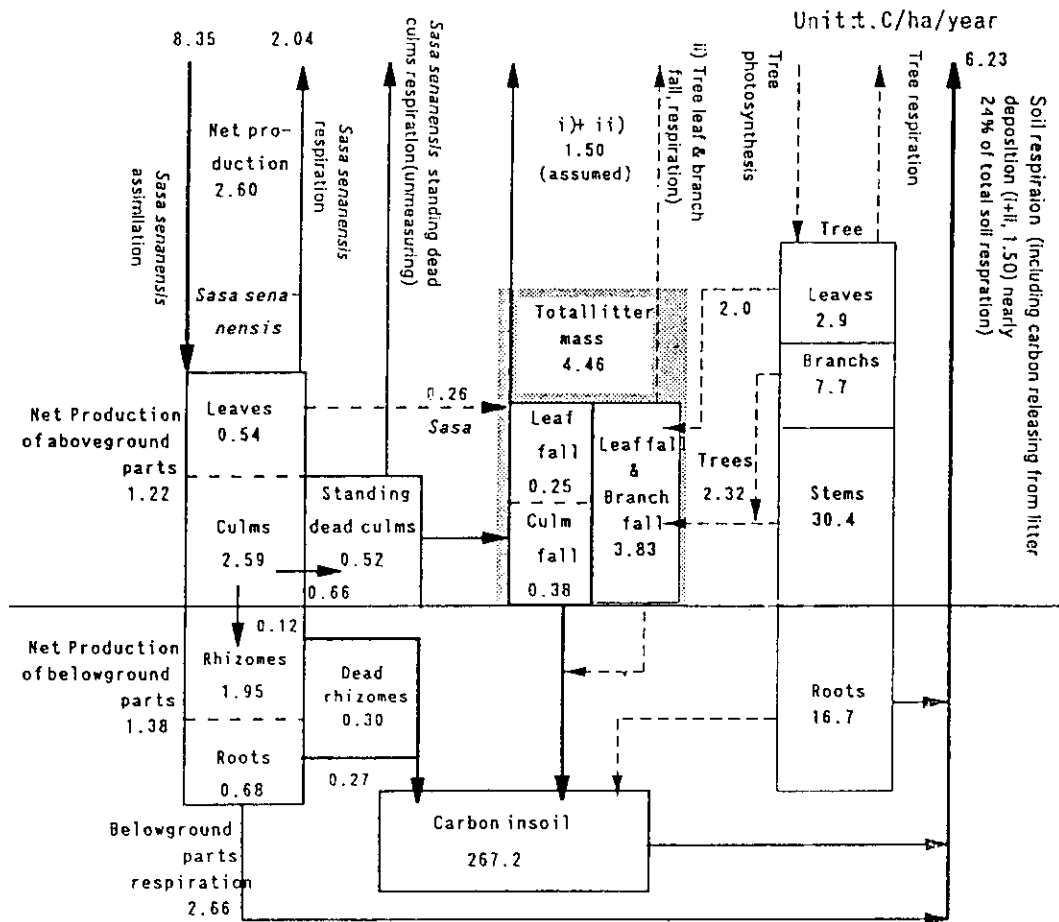 Unit:t.C/ha/year
8.35
2.04
6.23
Net pro-
duction
2.60
Sasa senanensis
assimilation
Sasa senanensis
respiration
Sasa senanensis standing dead
culms respiration(unmeasuring)
i)+ ii)
1.50
(assumed)
ii) Tree leaf & branch
fall, respiration)
Tree
photosynthesis
Tree respiration
Soil respiraion (including carbon releasing from litter
deposition (i+ii, 1.50) nearly
24% of total soil respration)
Sasa sena-
nensis
Tree
Leaves
2.9
2.0
Branchs
7.7
Totallitter
mass
4.46
Net Production
of aboveground
parts
1.22
Leaves
0.54
0.26
Sasa
Leaf
fall
0.25
Culm
fall
0.38
Leaffall
&
Branch
fall
3.83
Trees
2.32
Stems
30.4
Standing
dead culms
0.52
Culms
2.59
0.66
0.12
Net Production
of belowground
parts
1.38
Rhizomes
1.95
Dead
rhizomes
0.30
Roots
16.7
Roots
0.68
0.27
Carbon insoil
267.2
Belowground
parts
respiration
2.66